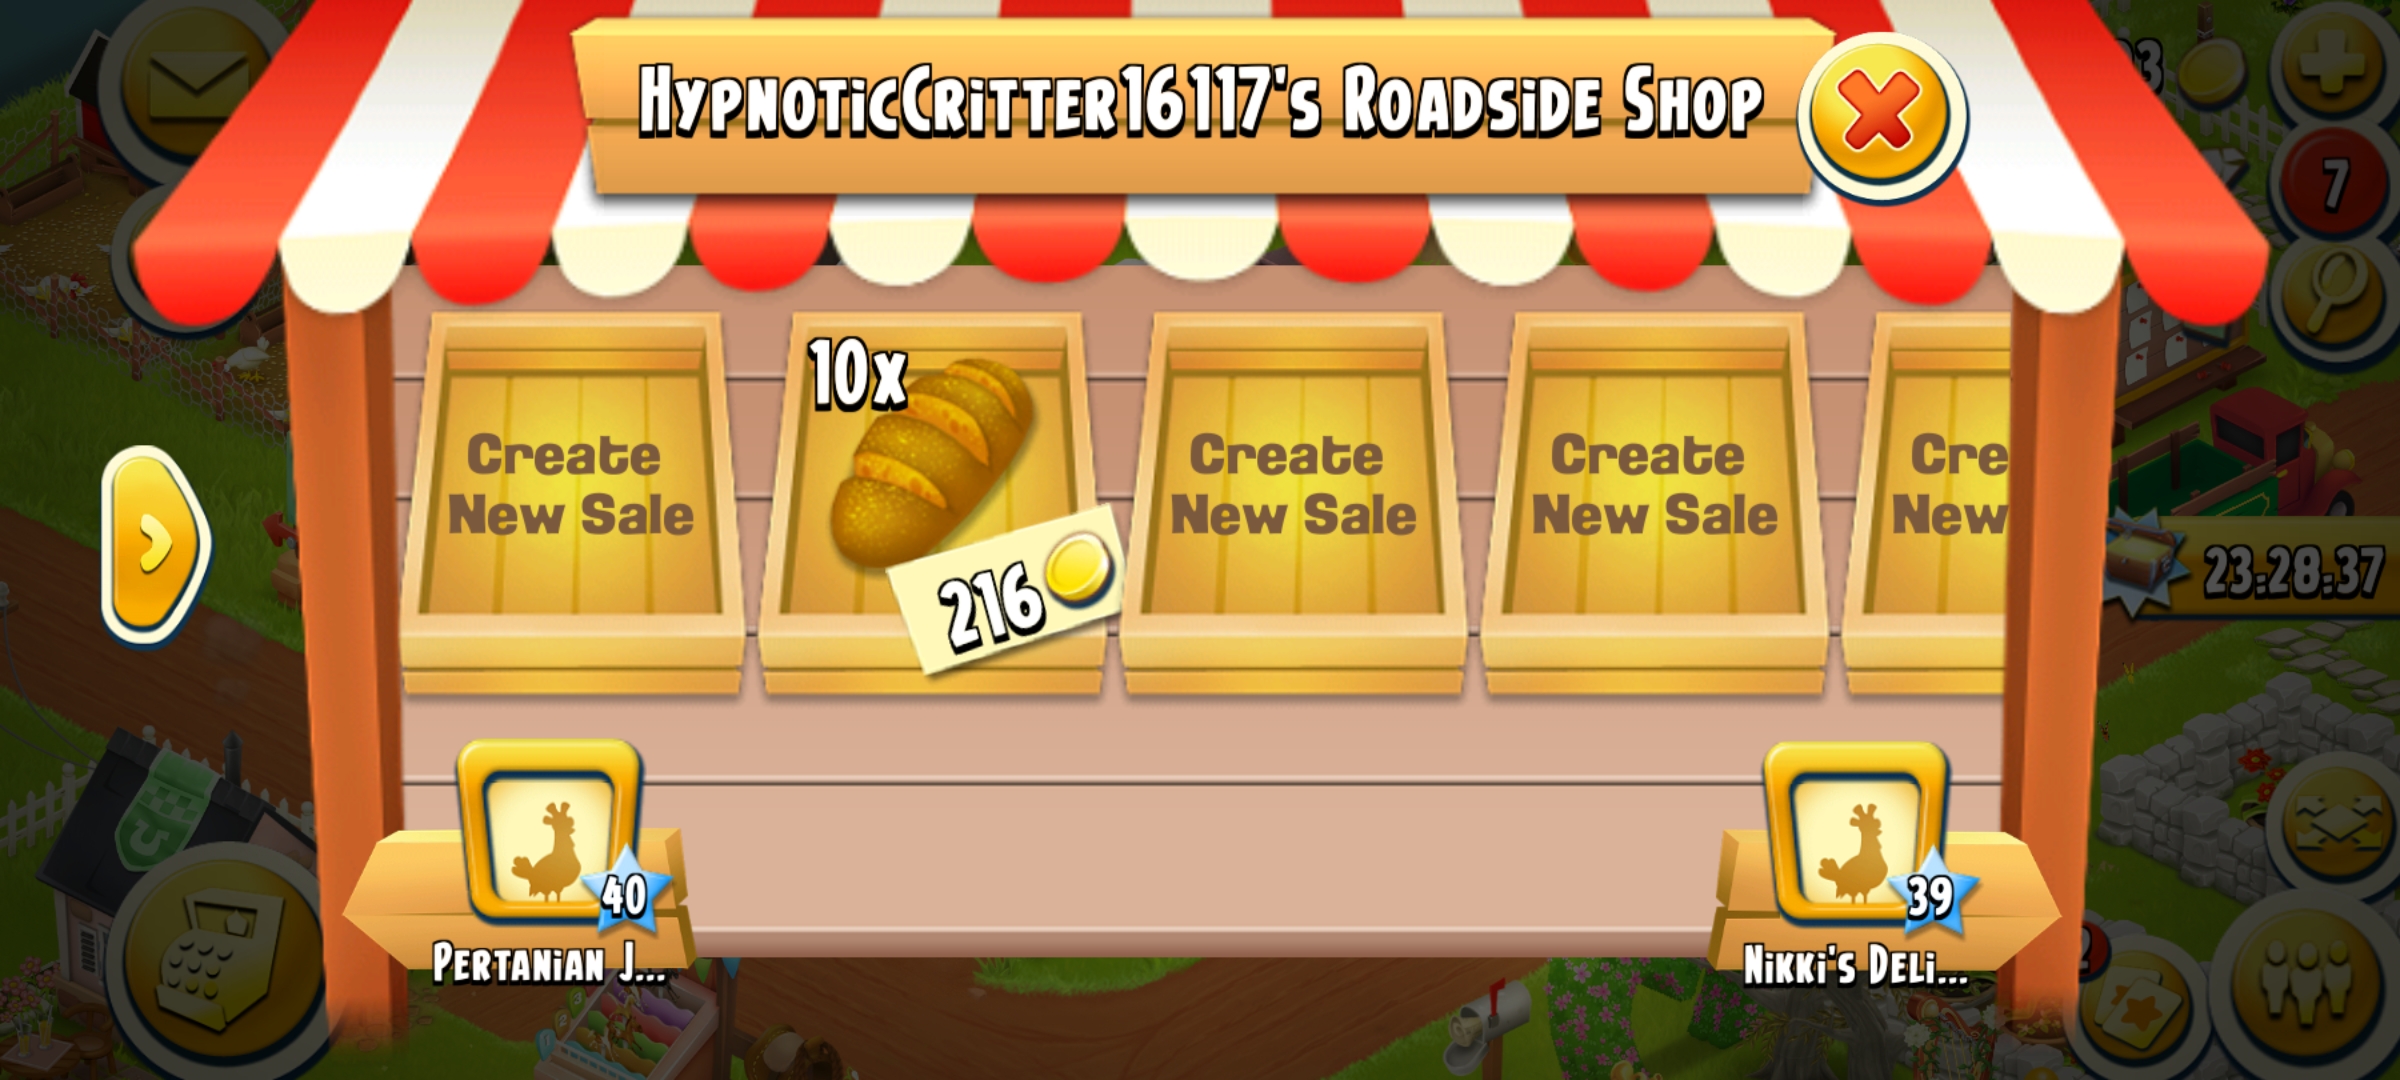 HypnoticCritter16117's Roadside Shop
7
10x
Create
New Sale
216
Create
New Sale
Create
New Sale
Cre
New
23:28:37
40
Pertanian J...
39
Nikki's Deli...